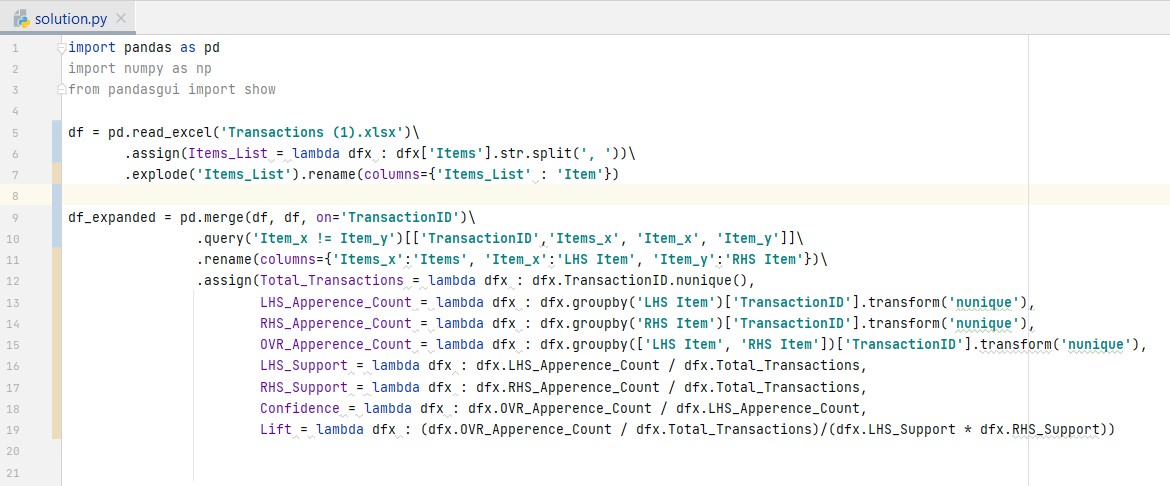 solution.py
1 import pandas as pd
2 import numpy as np
3 from pandasgui import show
4
5 df = pd.read_excel('Transactions (1).xlsx')\
6 .assign(Items_List = lambda dfx : dfx['Items'].str.split(', '))\
7 .explode('Items_List').rename(columns={'Items_List' : 'Item'})
8
9 df_expanded = pd.merge(df, df, on='TransactionID')\
10 .query('Item_x != Item_y')[['TransactionID','Items_x', 'Item_x', 'Item_y']]\
11 .rename(columns={'Items_x':'Items', 'Item_x':'LHS Item', 'Item_y':'RHS Item'})\
12 .assign(Total_Transactions = lambda dfx : dfx.TransactionID.nunique(),
13 LHS_Apperence_Count = lambda dfx : dfx.groupby('LHS Item')['TransactionID'].transform('nunique'),
14 RHS_Apperence_Count = lambda dfx : dfx.groupby('RHS Item')['TransactionID'].transform('nunique'),
15 OVR_Apperence_Count = lambda dfx : dfx.groupby(['LHS Item', 'RHS Item'])['TransactionID'].transform('nunique'),
16 LHS_Support = lambda dfx : dfx.LHS_Apperence_Count / dfx.Total_Transactions,
17 RHS_Support = lambda dfx : dfx.RHS_Apperence_Count / dfx.Total_Transactions,
18 Confidence = lambda dfx : dfx.OVR_Apperence_Count / dfx.LHS_Apperence_Count,
19 Lift = lambda dfx : (dfx.OVR_Apperence_Count / dfx.Total_Transactions)/(dfx.LHS_Support * dfx.RHS_Support))
20
21